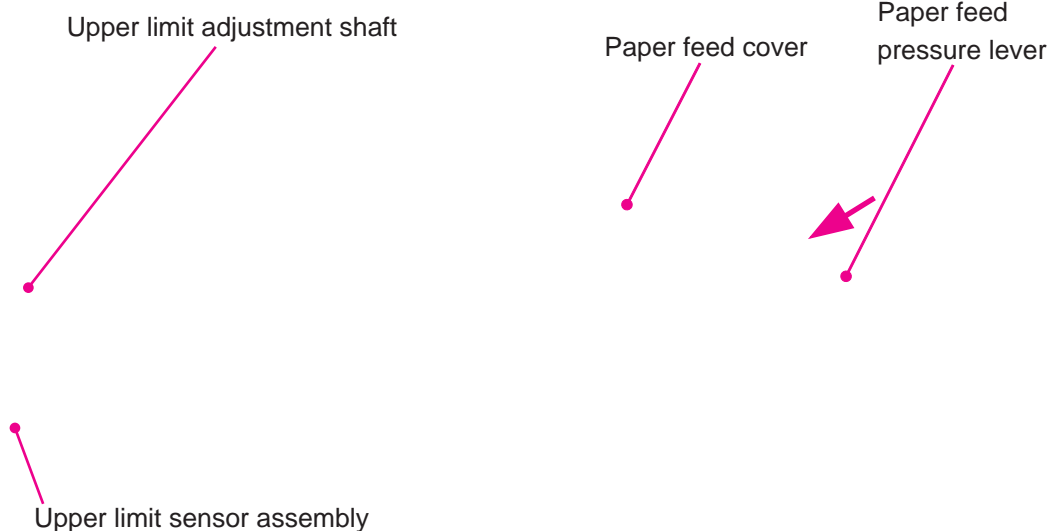 Upper limit adjustment shaft
Paper feed cover
Paper feed
pressure lever
Upper limit sensor assembly